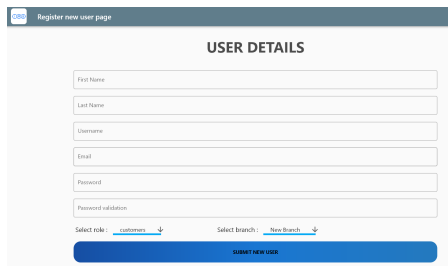 OBS Register new user page
USER DETAILS
First Name
Last Name
Username
Email
Password
Password validation
Select role : customers Select branch : New Branch
SUBMIT NEW USER